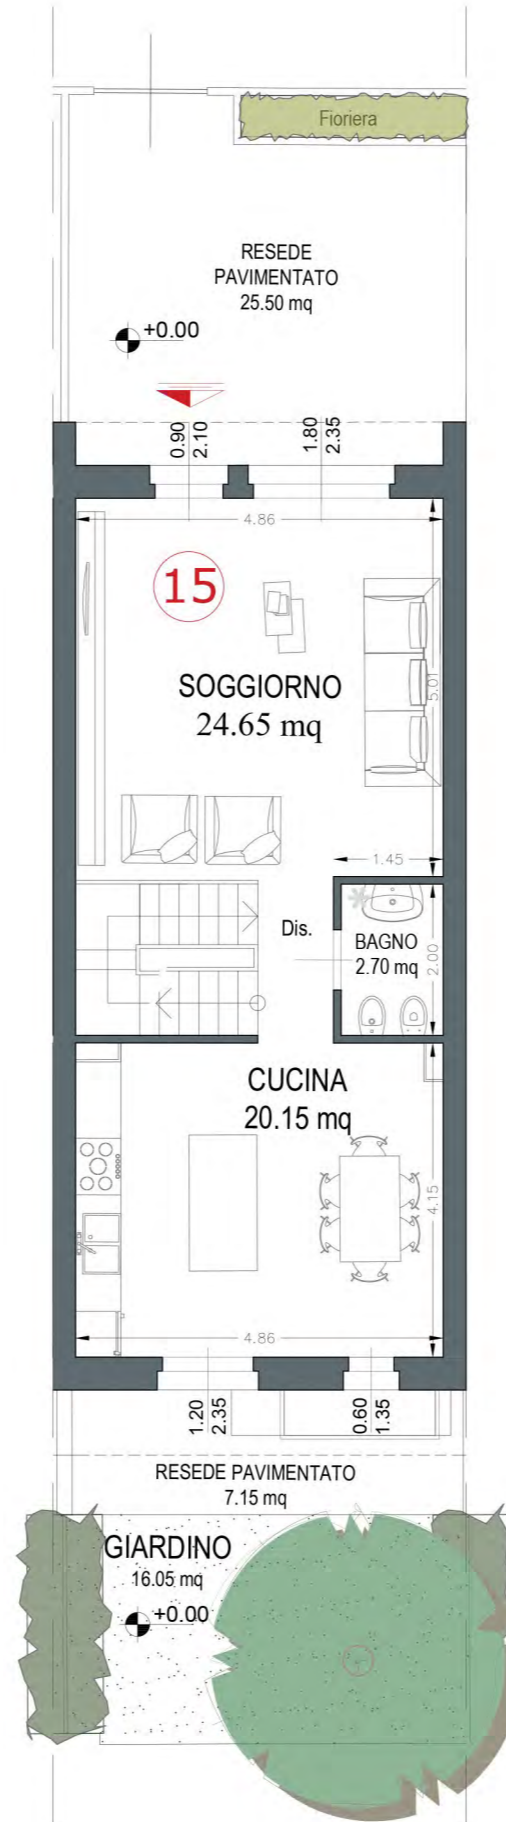 Fioriera
RESEDE
PAVIMENTATO
25.50 mq
+0.00
0.90
2.10
1.80
2.35
4.86
15
SOGGIORNO
24.65 mq
5.01
1.45
Dis.
BAGNO
2.70 mq
2.00
CUCINA
20.15 mq
4.15
4.86
1.20
2.35
0.60
1.35
RESEDE PAVIMENTATO
7.15 mq
GIARDINO
16.05 mq
+0.00